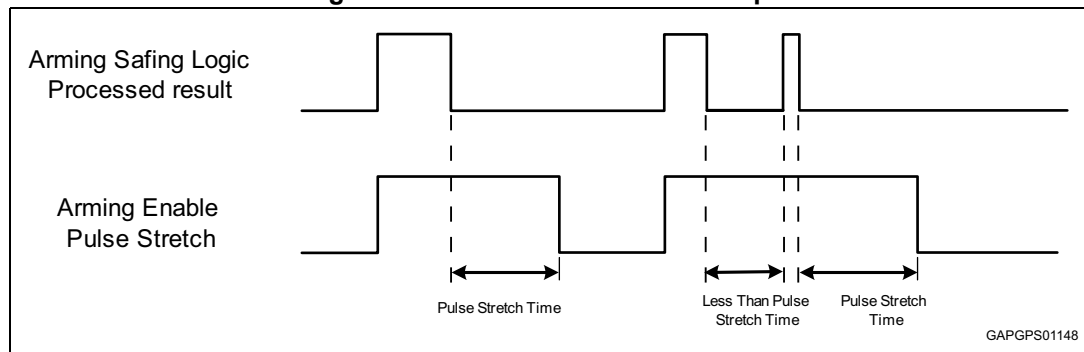 Arming Safing Logic
Processed result
Arming Enable
Pulse Stretch
Pulse Stretch Time
Less Than Pulse
Stretch Time
Pulse Stretch
Time
GAPGPS01148